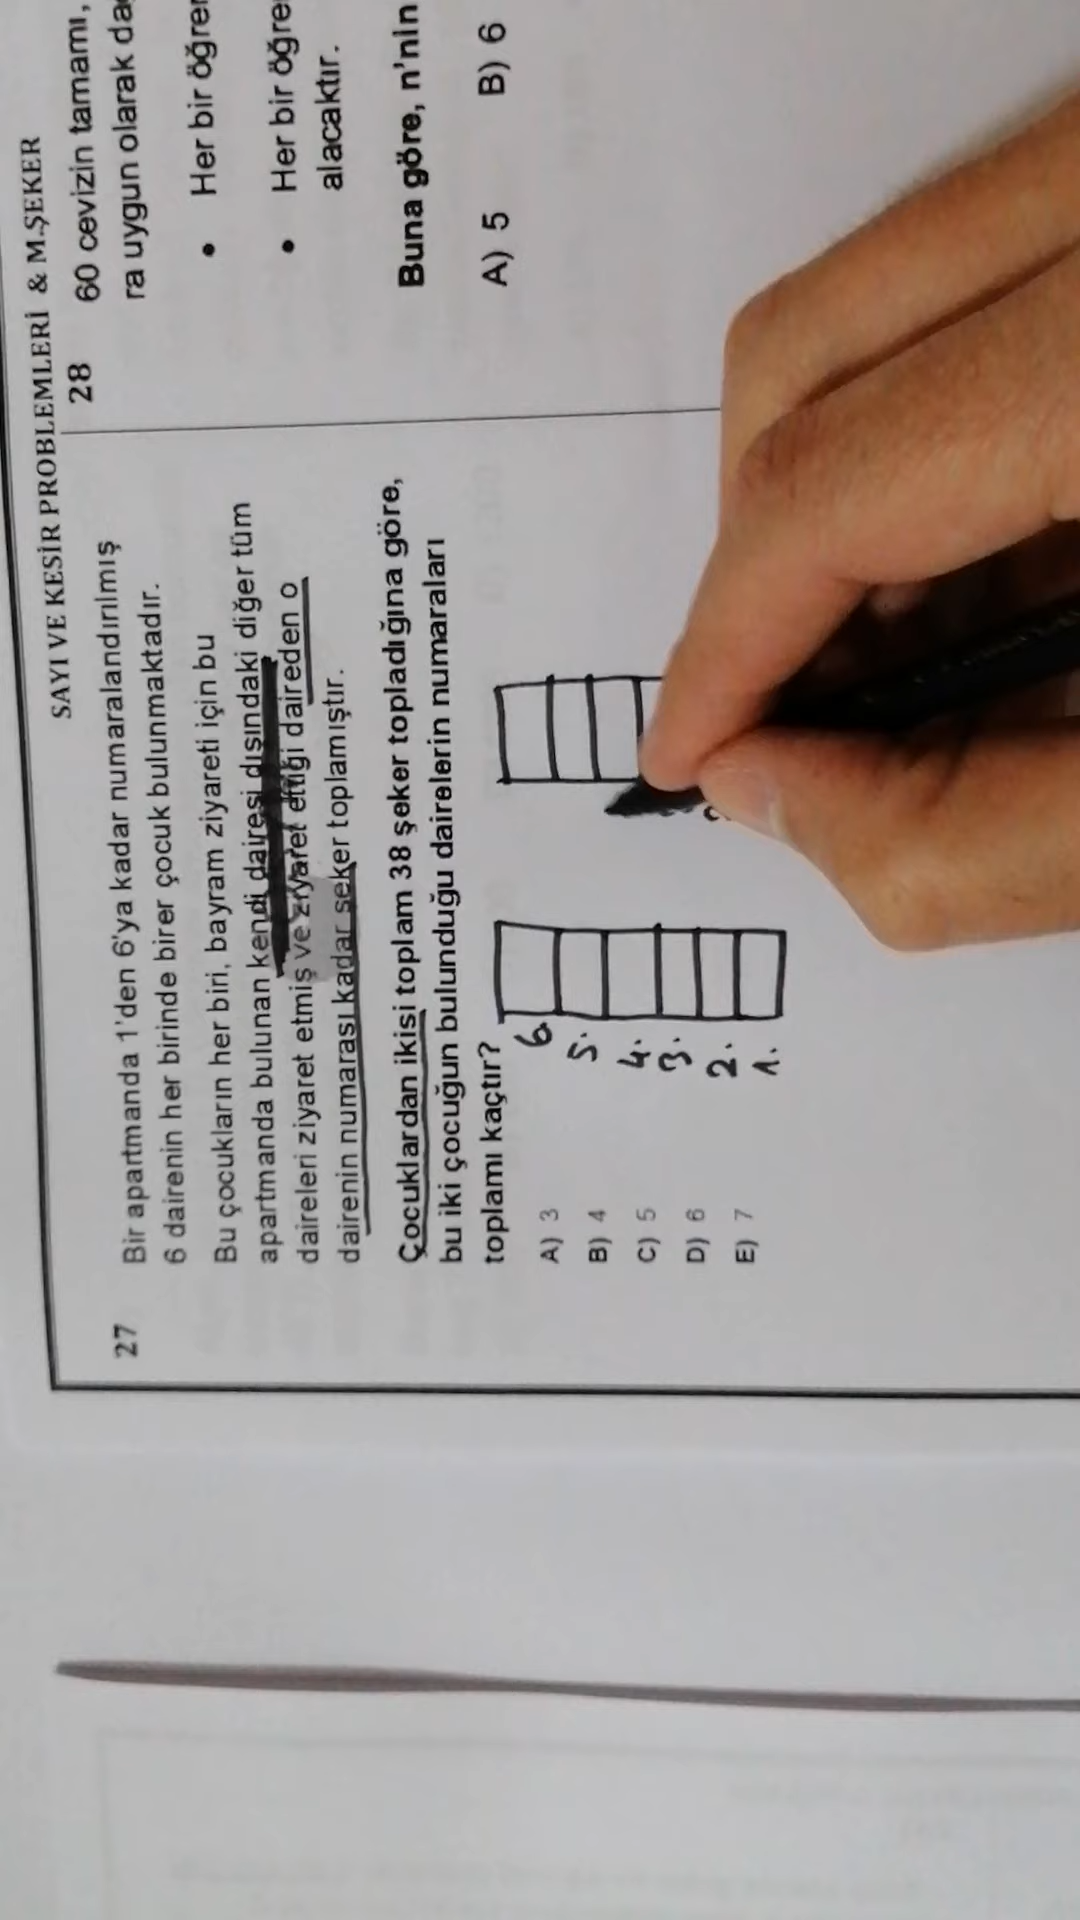 SAYI VE KESİR PROBLEMLERİ & M.ŞEKER
27
Bir apartmanda 1'den 6'ya kadar numaralandırılmış
6 dairenin her birinde birer çocuk bulunmaktadır.
Bu çocukların her biri, bayram ziyareti için bu
apartmanda bulunan kendi dairesi dışındaki diğer tüm
daireleri ziyaret etmiş ve ziyaret ettiği daireden o
dairenin numarası kadar şeker toplamıştır.
Çocuklardan ikisi toplam 38 şeker topladığına göre,
bu iki çocuğun bulunduğu dairelerin numaraları
toplamı kaçtır?
A) 3
B) 4
C) 5
D) 6
E) 7
6
5.
4.
3.
2.
1.
28
60 cevizin tamamı,
ra uygun olarak
• Her bir
• Her bir
alacaktır.
Buna göre, n'nin
A) 5 B) 6